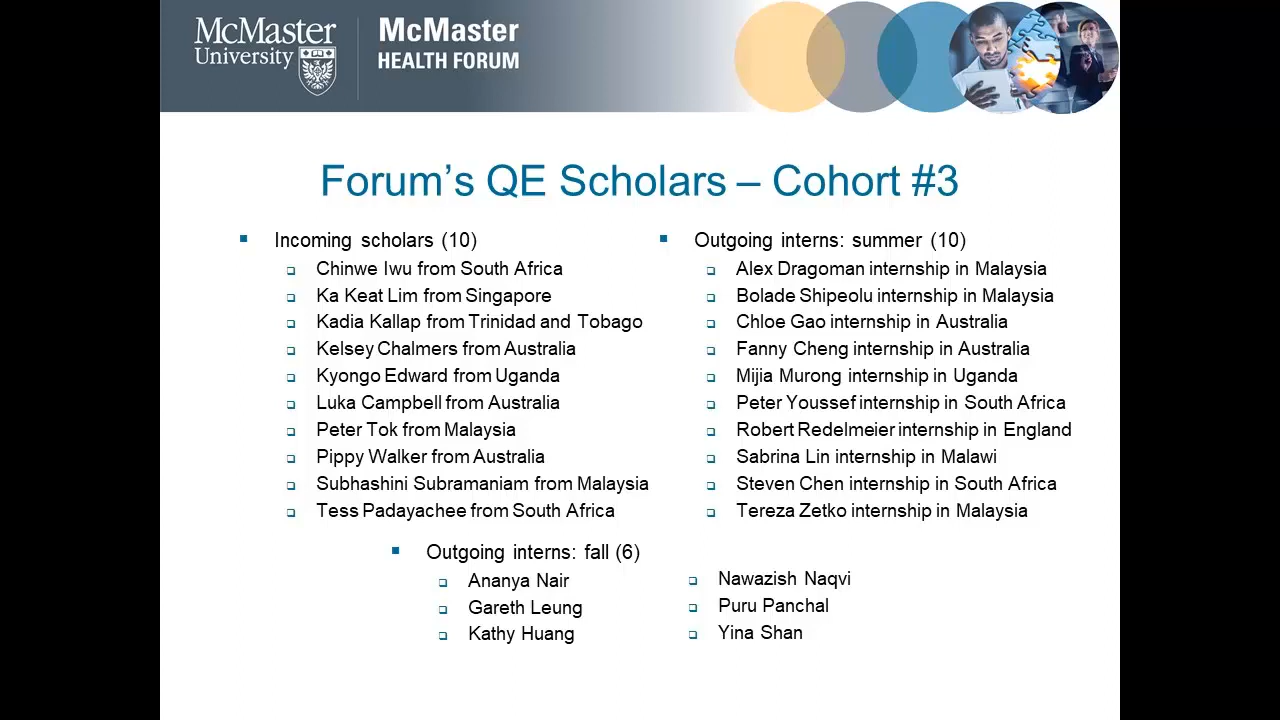 McMaster
University
McMaster
HEALTH FORUM
Forum's QE Scholars – Cohort #3
Incoming scholars (10)
Chinwe Iwu from South Africa
Ka Keat Lim from Singapore
Kadia Kallap from Trinidad and Tobago
Kelsey Chalmers from Australia
Kyongo Edward from Uganda
Luka Campbell from Australia
Peter Tok from Malaysia
Pippy Walker from Australia
Subhashini Subramaniam from Malaysia
Tess Padayachee from South Africa
Outgoing interns: summer (10)
Alex Dragoman internship in Malaysia
Bolade Shipeolu internship in Malaysia
Chloe Gao internship in Australia
Fanny Cheng internship in Australia
Mijia Murong internship in Uganda
Peter Youssef internship in South Africa
Robert Redelmeier internship in England
Sabrina Lin internship in Malawi
Steven Chen internship in South Africa
Tereza Zetko internship in Malaysia
Outgoing interns: fall (6)
Ananya Nair
Gareth Leung
Kathy Huang
Nawazish Naqvi
Puru Panchal
Yina Shan